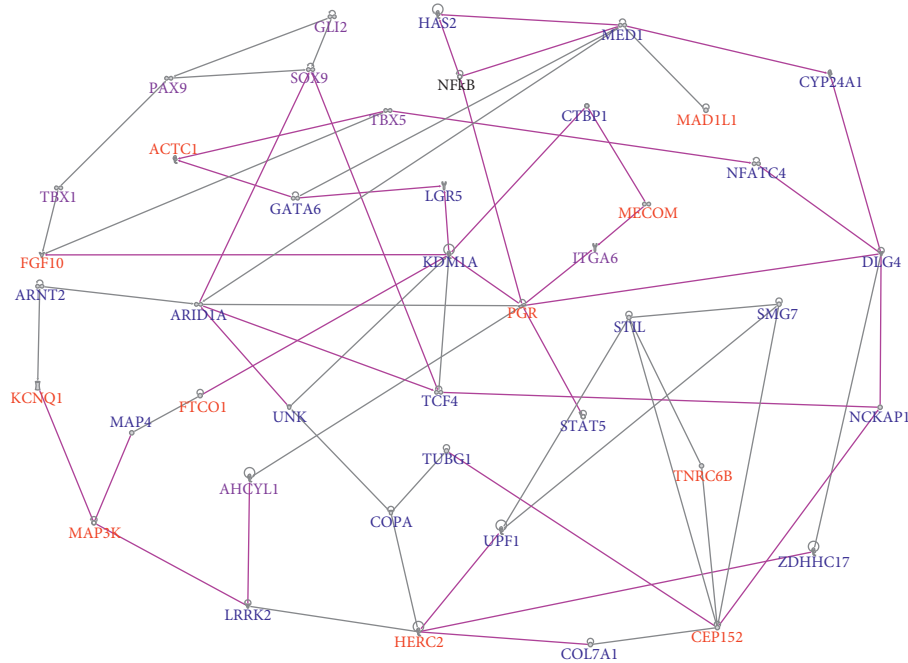 GLI2
HAS2
MED1
PAX9
SOX9
NFkB
CYP24A1
TBX5
CTBP1
MAD1L1
ACTC1
NFATC4
TBX1
GATA6
LGR5
MECOM
FGF10
KDM1A
ITGA6
DLG4
ARNT2
ARID1A
PGR
STIL
SMG7
KCNQ1
MAP4
FTCO1
UNK
TCF4
STAT5
NCKAP1
AHCYL1
TUBG1
TNRC6B
MAP3K
COPA
UPF1
ZDHHC17
LRRK2
HERC2
COL7A1
CEP152